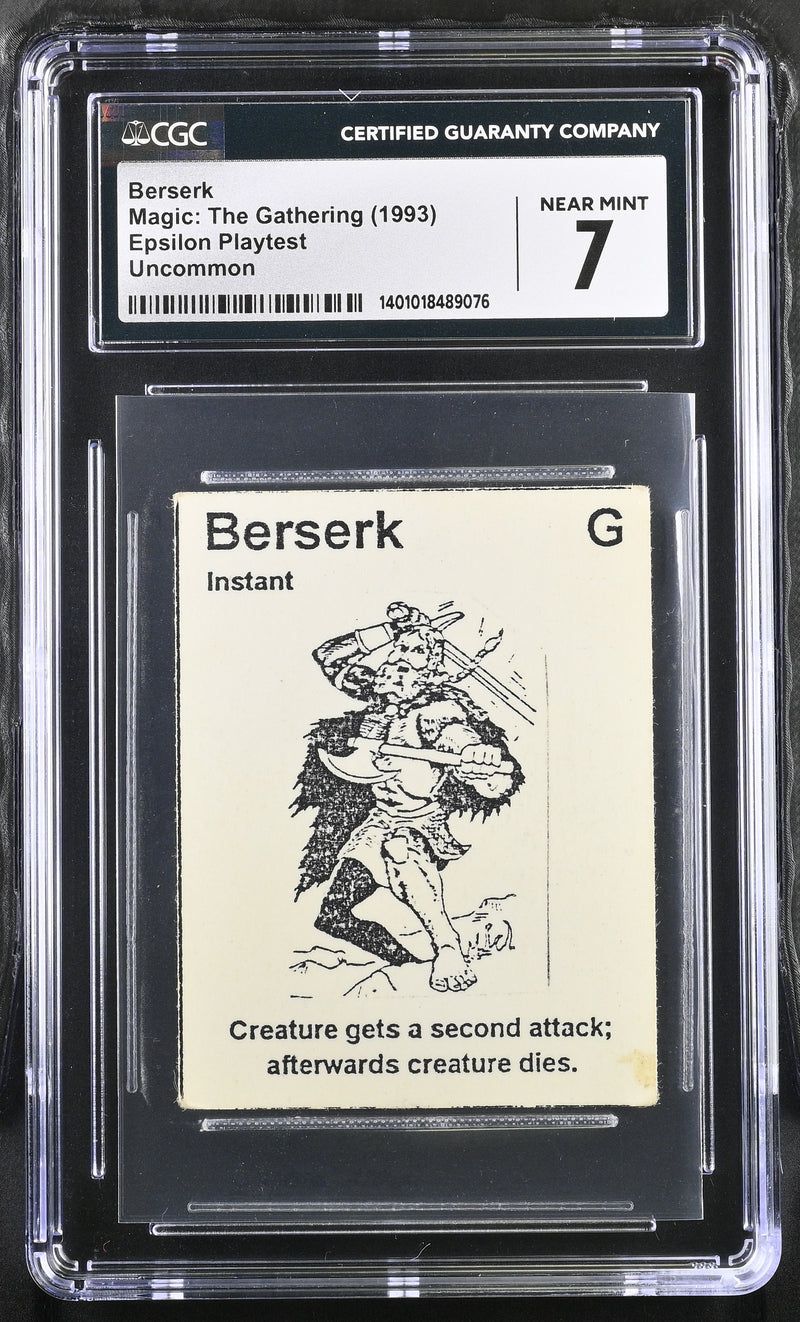 CGC
CERTIFIED GUARANTY COMPANY
Berserk
Magic: The Gathering (1993)
Epsilon Playtest
Uncommon
1401018489076
NEAR MINT
7
Berserk
G
Instant
Creature gets a second attack;
afterwards creature dies.